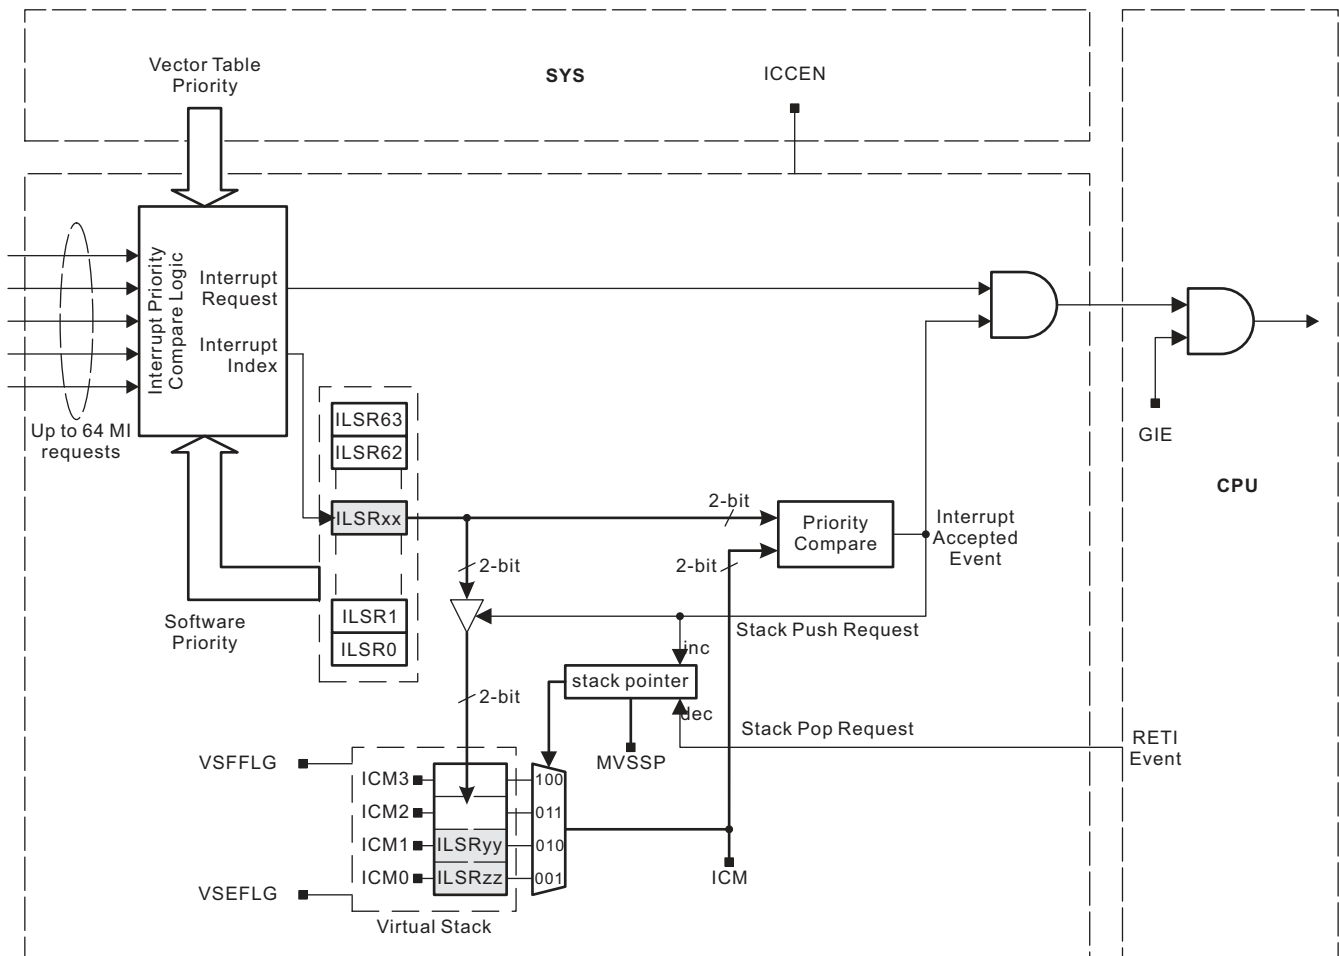 Vector Table
Priority
SYS
ICCEN
Interrupt Priority
Compare Logic
Interrupt
Request
Interrupt
Index
Up to 64 MI
requests
ILSR63
ILSR62
ILSRxx
ILSR1
ILSR0
Software
Priority
2-bit
2-bit
2-bit
2-bit
Priority
Compare
Interrupt
Accepted
Event
GIE
CPU
Stack Push Request
inc
stack pointer
dec
Stack Pop Request
RETI
Event
MVSSP
VSFFLG
ICM3
100
ICM2
011
ICM1
ILSRyy
010
ICM0
ILSRzz
001
ICM
VSEFLG
Virtual Stack